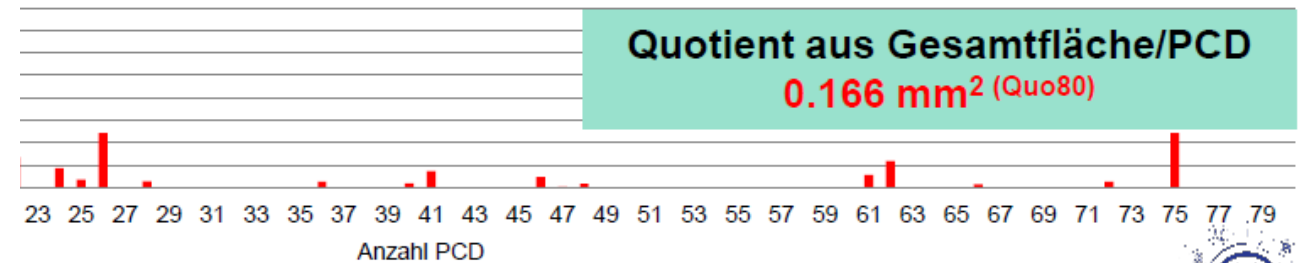 Quotient aus Gesamtfläche/PCD
0.166 mm² (Quo80)
23 25 27 29 31 33 35 37 39 41 43 45 47 49 51 53 55 57 59 61 63 65 67 69 71 73 75 77 79
Anzahl PCD